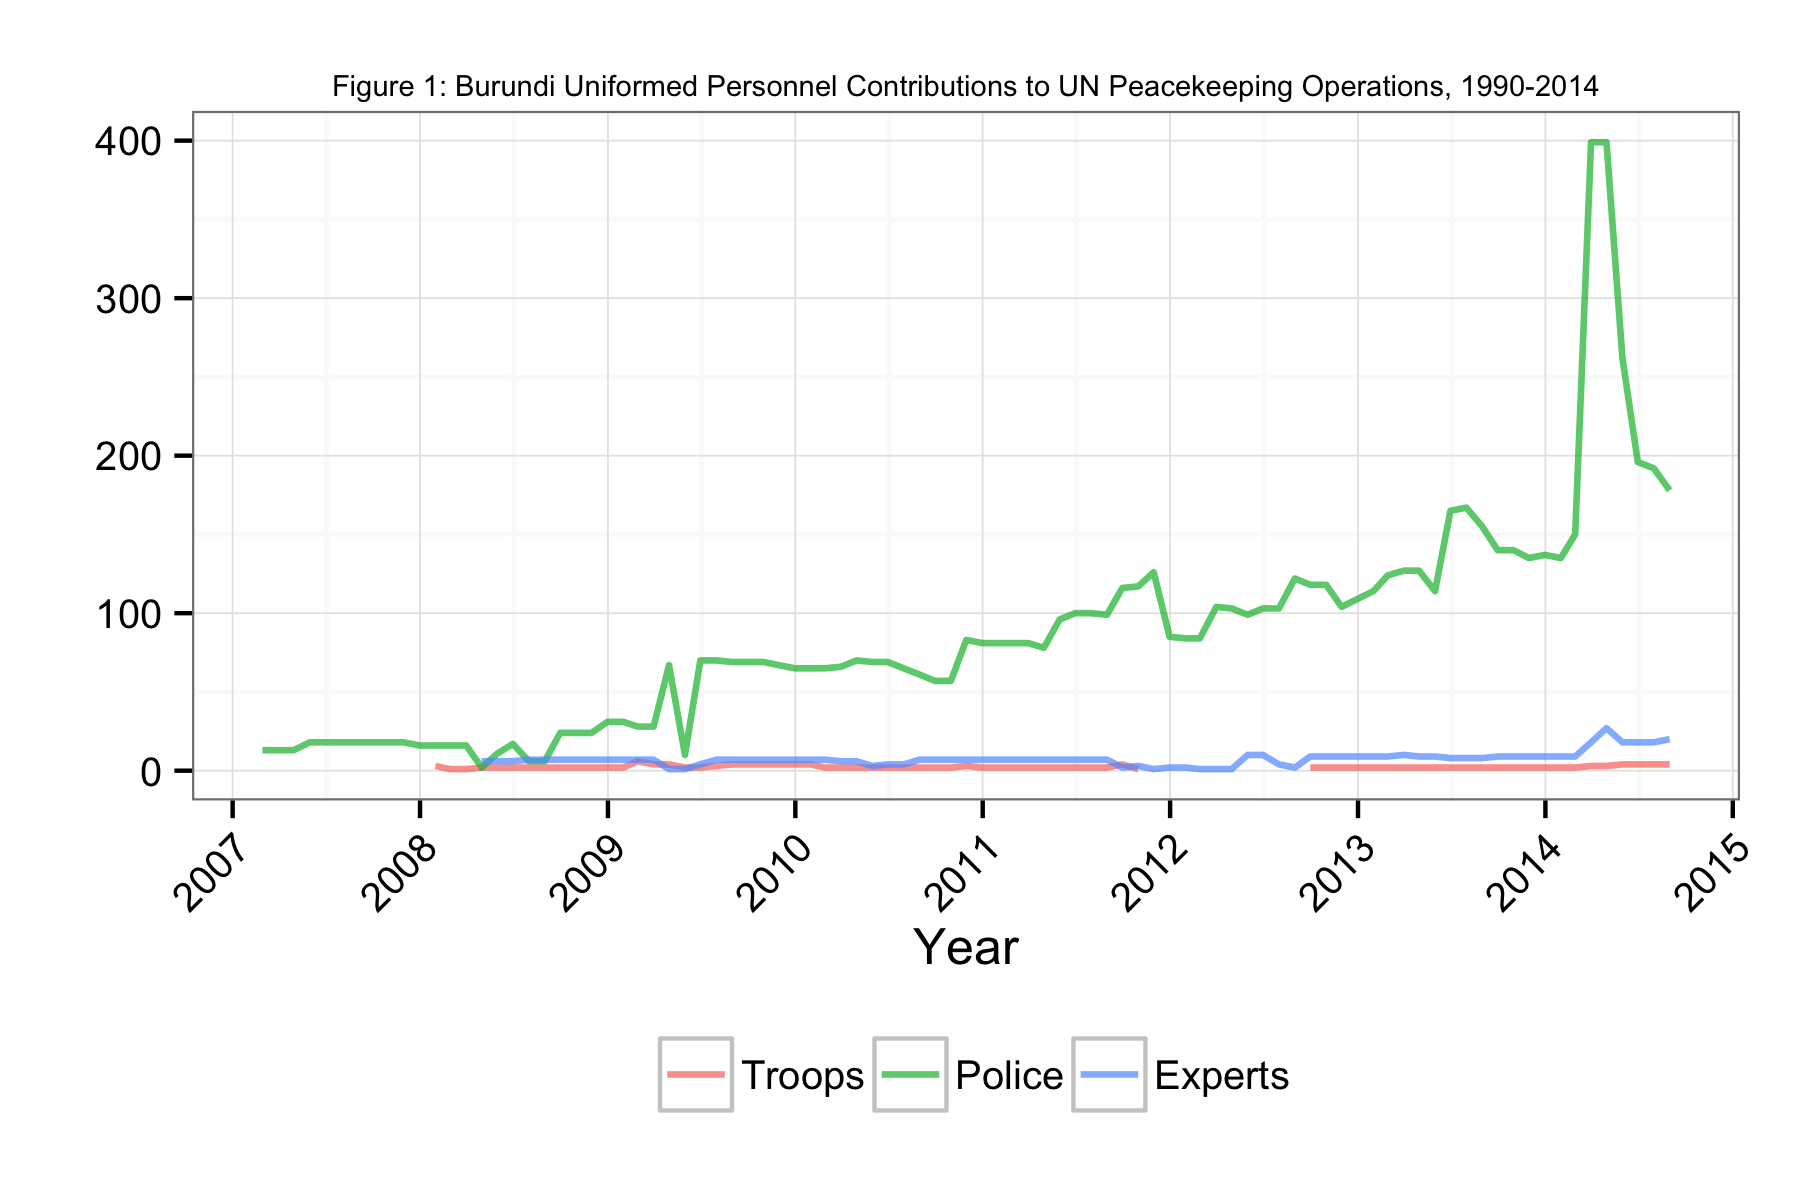 Figure 1: Burundi Uniformed Personnel Contributions to UN Peacekeeping Operations, 1990-2014
400
300
200
100
0
2007 2008 2009 2010 2011 2012 2013 2014 2015
Year
Troops Police Experts